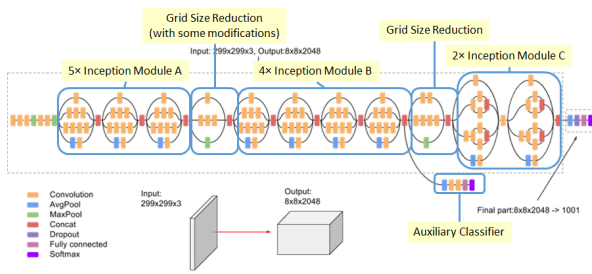 Grid Size Reduction
(with some modifications)
Grid Size Reduction
Input: 299x299x3, Output:8x8x2048
5× Inception Module A
4× Inception Module B
2× Inception Module C
Convolution
AvgPool
MaxPool
Concat
Dropout
Fully connected
Softmax
Input:
299x299x3
Output:
8x8x2048
Final part:8x8x2048 -> 1001
Auxiliary Classifier